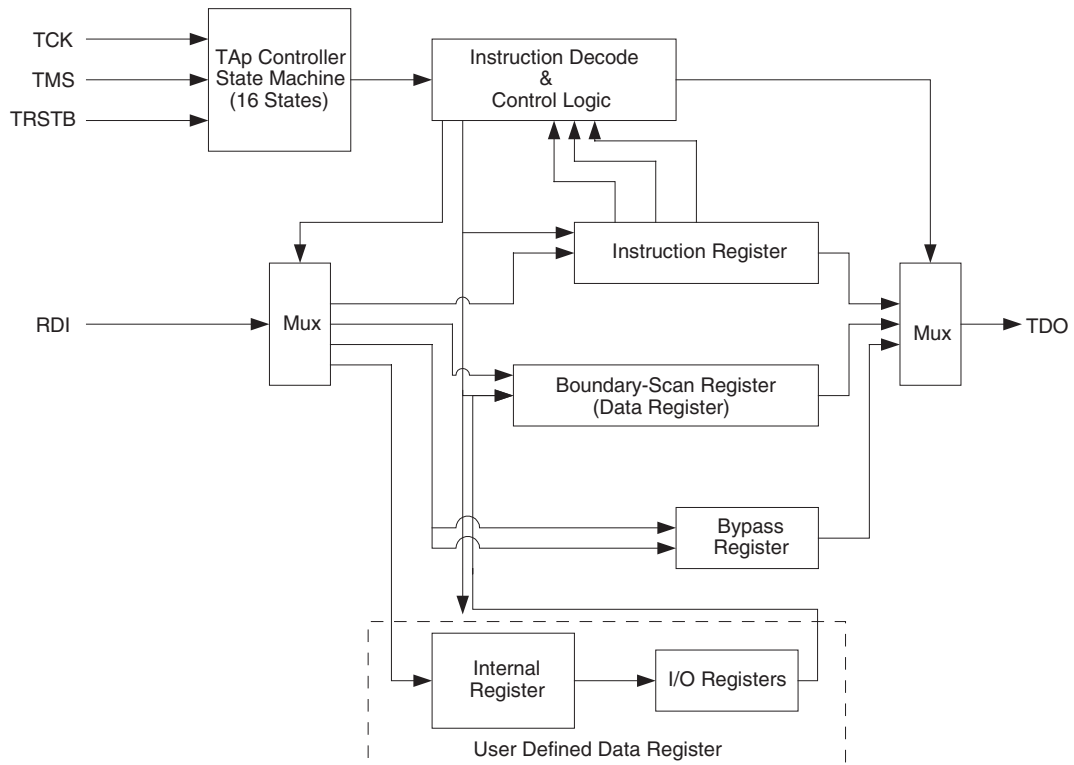 TCK
TMS
TRSTB
TAp Controller
State Machine
(16 States)
Instruction Decode
&
Control Logic
Instruction Register
RDI
Mux
Mux
TDO
Boundary-Scan Register
(Data Register)
Bypass
Register
Internal
Register
I/O Registers
User Defined Data Register